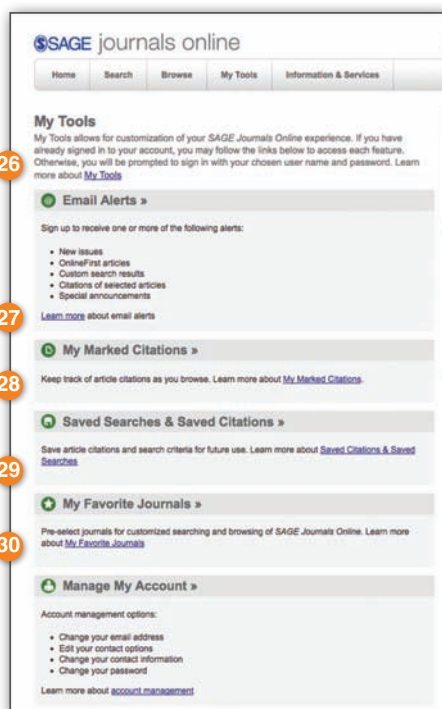 SAGE journals online
Home Search Browse My Tools Information & Services
My Tools
My Tools allows for customization of your SAGE Journals Online experience. If you have
already signed in to your account, you may follow the links below to access each feature.
Otherwise, you will be prompted to sign in with your chosen user name and password. Learn
more about My Tools
26
Email Alerts »
Sign up to receive one or more of the following alerts:
• New issues
• OnlineFirst articles
• Custom search results
• Citations of selected articles
• Special announcements
27
Learn more about email alerts
My Marked Citations »
28
Keep track of article citations as you browse. Learn more about My Marked Citations.
Saved Searches & Saved Citations »
Save article citations and search criteria for future use. Learn more about Saved Citations & Saved
Searches
29
My Favorite Journals »
Pre-select journals for customized searching and browsing of SAGE Journals Online. Learn more
about My Favorite Journals
30
Manage My Account »
Account management options:
• Change your email address
• Edit your contact options
• Change your contact information
• Change your password
Learn more about account management